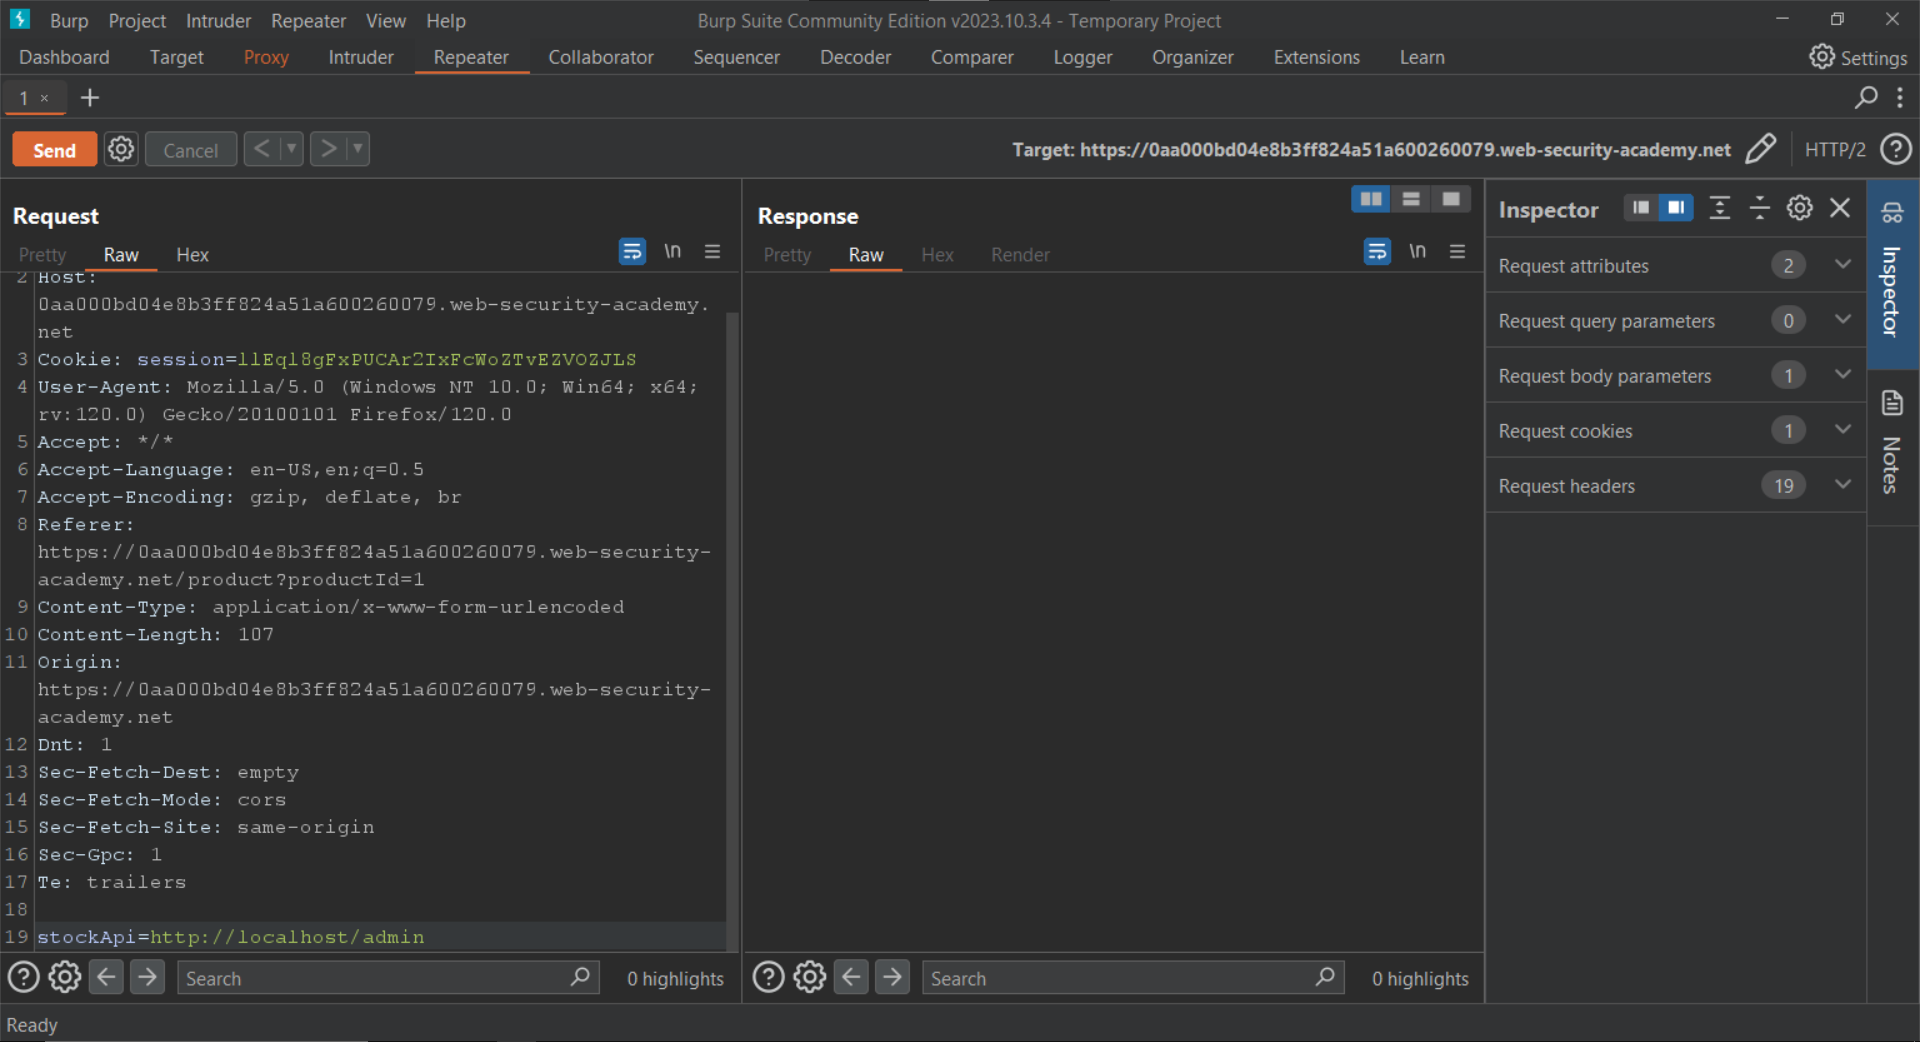 Burp Project Intruder Repeater View Help Burp Suite Community Edition v2023.10.3.4 - Temporary Project
Dashboard Target Proxy Intruder Repeater Collaborator Sequencer Decoder Comparer Logger Organizer Extensions Learn Settings
1 × +
Send Cancel < > Target: https://0aa000bd04e8b3ff824a51a600260079.web-security-academy.net HTTP/2 ?
Request
Pretty Raw Hex \n
2 Host:
0aa000bd04e8b3ff824a51a600260079.web-security-academy.
net
3 Cookie: session=llEql8gFxPUCAr2IxFcWoZTvEZVOZJLS
4 User-Agent: Mozilla/5.0 (Windows NT 10.0; Win64; x64;
rv:120.0) Gecko/20100101 Firefox/120.0
5 Accept: */*
6 Accept-Language: en-US,en;q=0.5
7 Accept-Encoding: gzip, deflate, br
8 Referer:
https://0aa000bd04e8b3ff824a51a600260079.web-security-
academy.net/product?productId=1
9 Content-Type: application/x-www-form-urlencoded
10 Content-Length: 107
11 Origin:
https://0aa000bd04e8b3ff824a51a600260079.web-security-
academy.net
12 Dnt: 1
13 Sec-Fetch-Dest: empty
14 Sec-Fetch-Mode: cors
15 Sec-Fetch-Site: same-origin
16 Sec-Gpc: 1
17 Te: trailers
18
19 stockApi=http://localhost/admin
? Search 0 highlights
Response
Pretty Raw Hex Render \n
? Search 0 highlights
Inspector
Request attributes 2
Request query parameters 0
Request body parameters 1
Request cookies 1
Request headers 19
Inspector
Notes
Ready